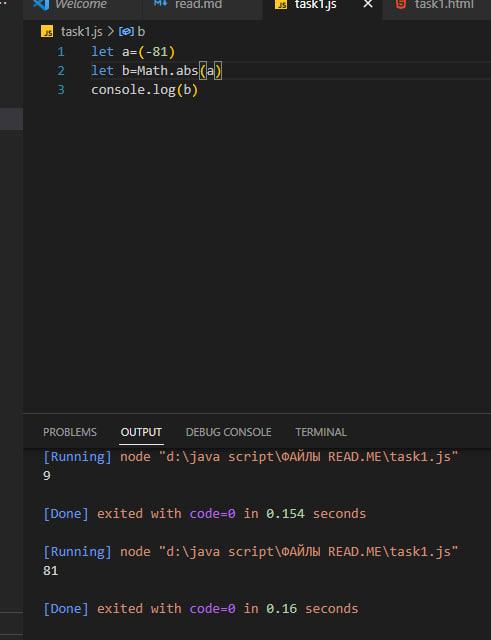 Welcome read.md JS task1.js task1.html
JS task1.js > b
1 let a=(-81)
2 let b=Math.abs(a)
3 console.log(b)
PROBLEMS OUTPUT DEBUG CONSOLE TERMINAL
[Running] node "d:\java script\ФАЙЛЫ READ.ME\task1.js"
9
[Done] exited with code=0 in 0.154 seconds
[Running] node "d:\java script\ФАЙЛЫ READ.ME\task1.js"
81
[Done] exited with code=0 in 0.16 seconds